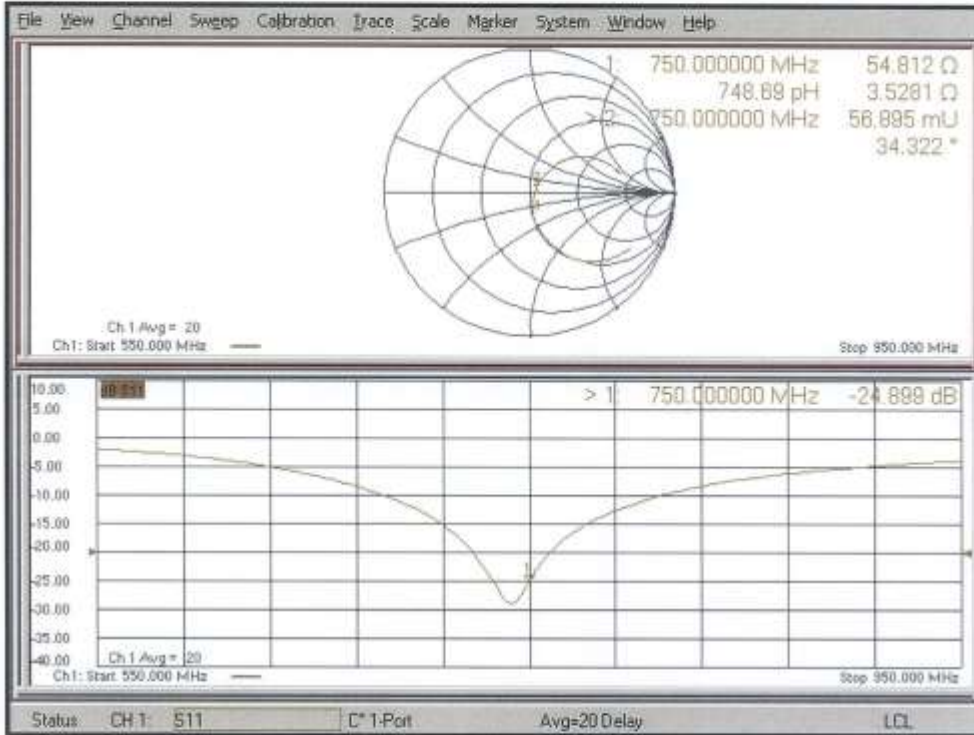 File View Channel Sweep Calibration Trace Scale Marker System Window Help
1: 750.000000 MHz 54.812 Ω
748.69 pH 3.5281 Ω
> 2: 750.000000 MHz 56.895 mU
34.322 °
Ch 1 Avg = 20
Ch1: Start 550.000 MHz
Stop 950.000 MHz
10.00
dB S11
> 1: 750.000000 MHz -24.899 dB
5.00
0.00
-5.00
-10.00
-15.00
-20.00
-25.00
1
-30.00
-35.00
-40.00
Ch 1 Avg = 20
Ch1: Start 550.000 MHz
Stop 950.000 MHz
Status CH 1: S11 C* 1-Port Avg=20 Delay LCL